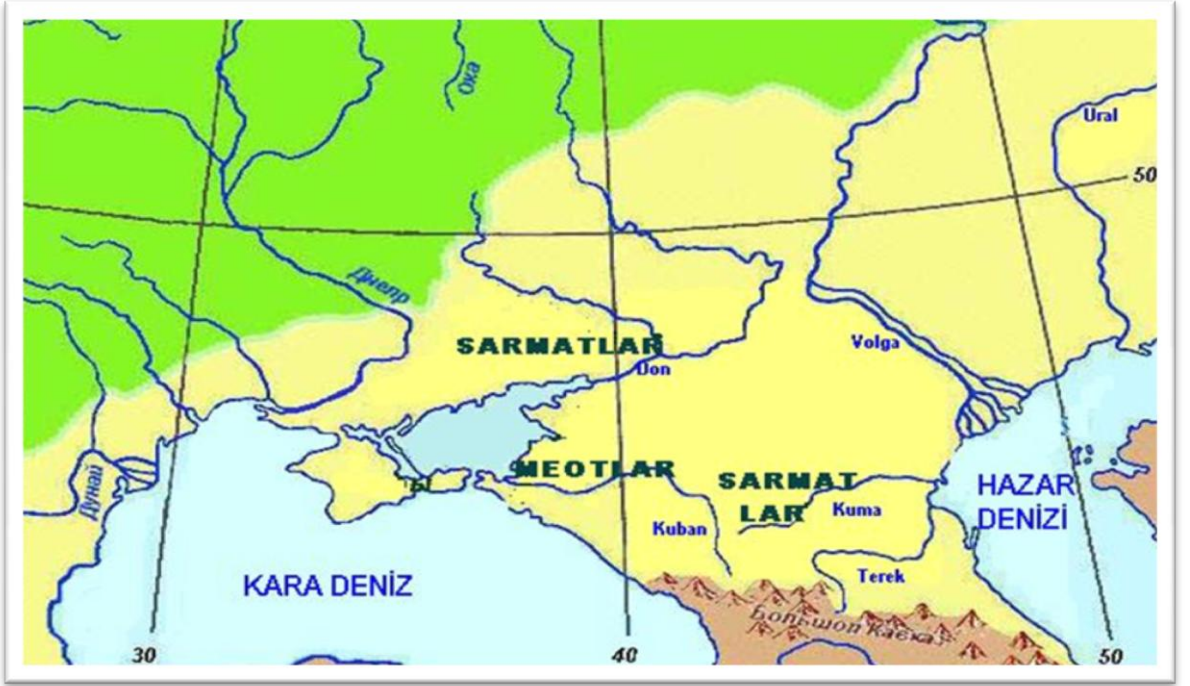 Ока
Ural
50
Днепр
SARMATLAR
Volga
Don
MEOTLAR
SARMAT
LAR
HAZAR
DENİZİ
Дунай
Kuma
Kuban
KARA DENİZ
Terek
Большой Кавказ
30
40
50